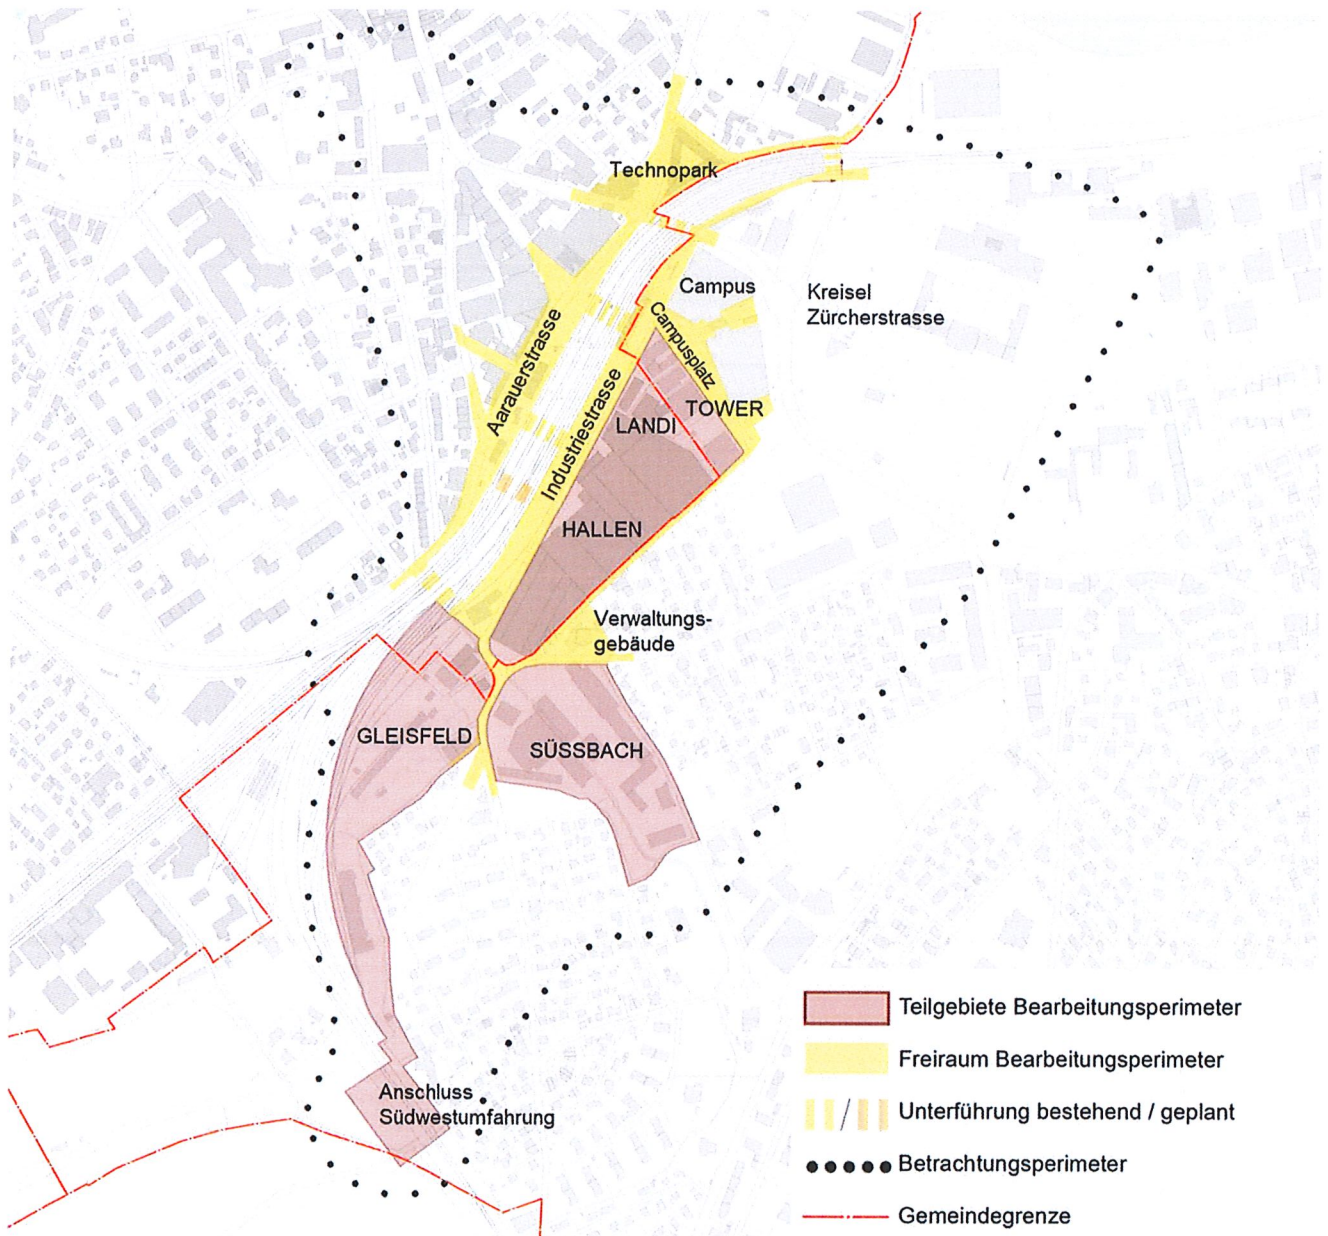 Technopark
Campus
Kreisel
Zürcherstrasse
Campusplatz
Aarauerstrasse
Industriestrasse
TOWER
LANDI
HALLEN
Verwaltungs-
gebäude
GLEISFELD
SÜSSBACH
Anschluss
Südwestumfahrung
Teilgebiete Bearbeitungsperimeter
Freiraum Bearbeitungsperimeter
Unterführung bestehend / geplant
Betrachtungsperimeter
Gemeindegrenze